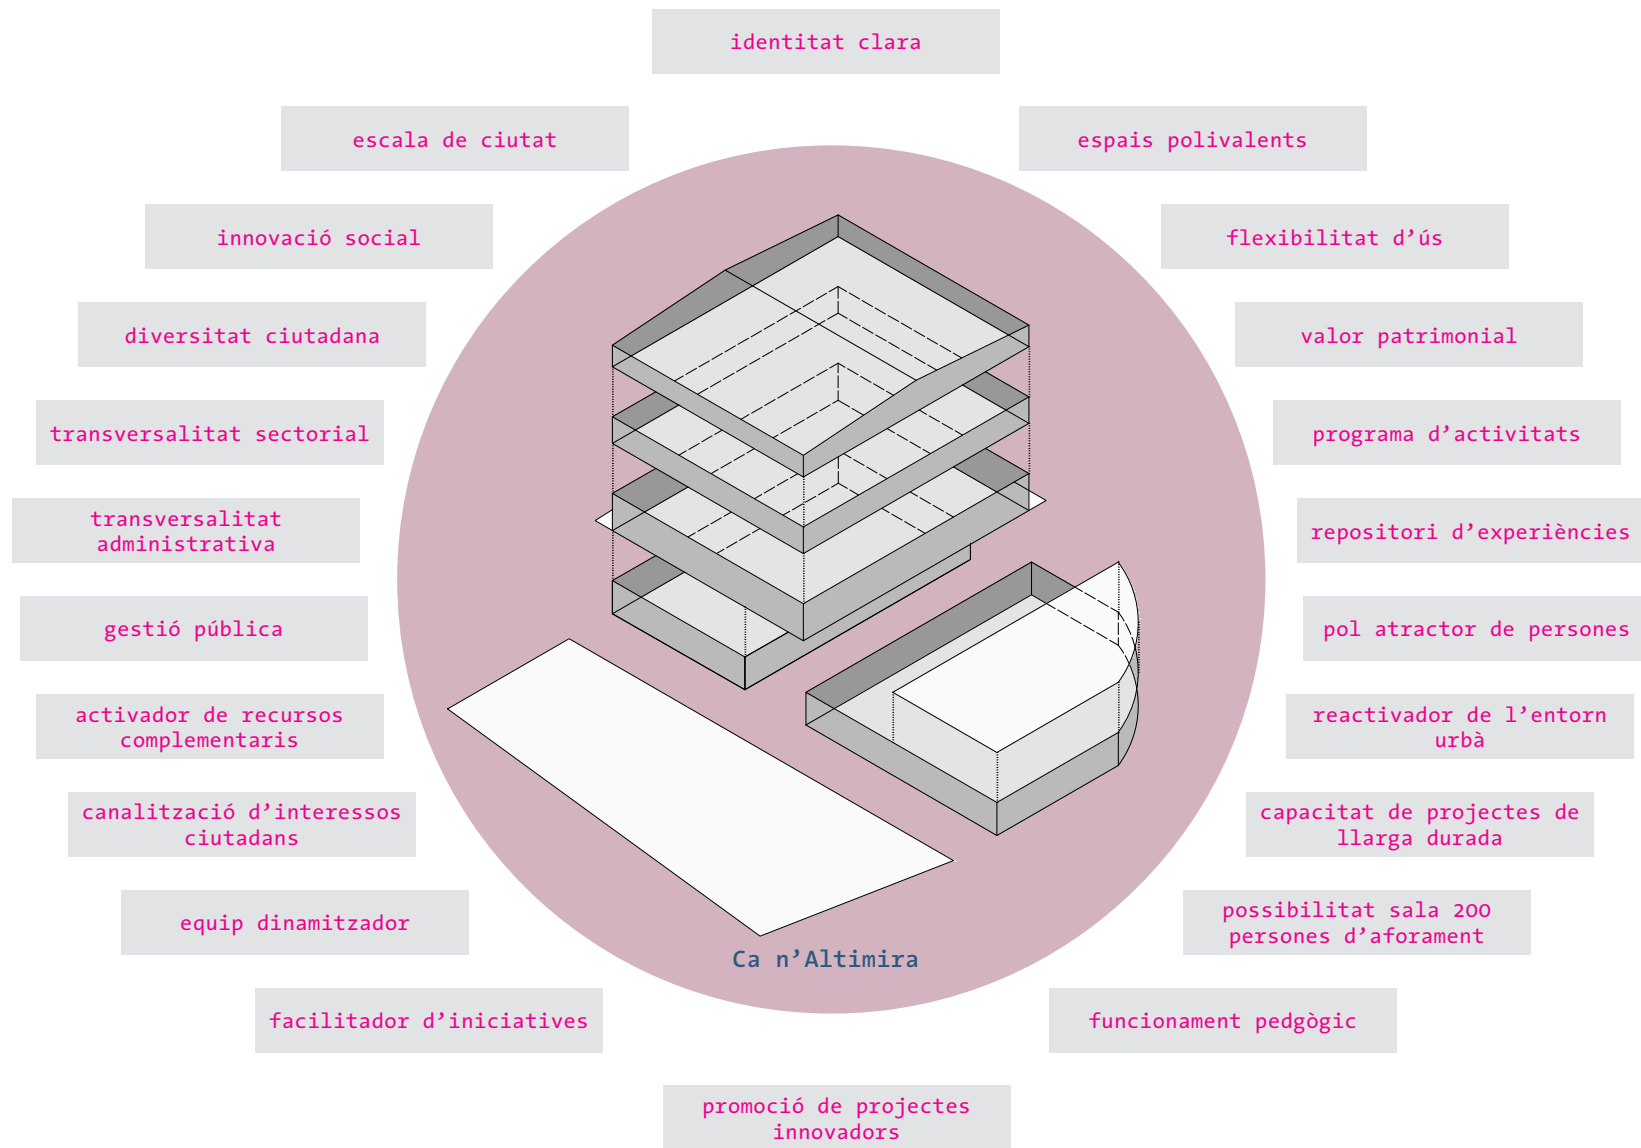 identitat clara
escala de ciutat
espais polivalents
innovació social
flexibilitat d’ús
diversitat ciutadana
valor patrimonial
transversalitat sectorial
programa d’activitats
transversalitat
administrativa
repositori d’experiències
gestió pública
pol atractor de persones
activador de recursos
complementaris
reactivador de l’entorn
urbà
canalització d’interessos
ciutadans
capacitat de projectes de
llarga durada
equip dinamitzador
possibilitat sala 200
persones d’aforament
Ca n’Altimira
facilitador d’iniciatives
funcionament pedgògic
promoció de projectes
innovadors